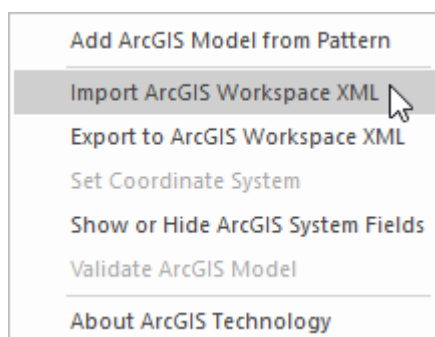 Add ArcGIS Model from Pattern
Import ArcGIS Workspace XML
Export to ArcGIS Workspace XML
Set Coordinate System
Show or Hide ArcGIS System Fields
Validate ArcGIS Model
About ArcGIS Technology